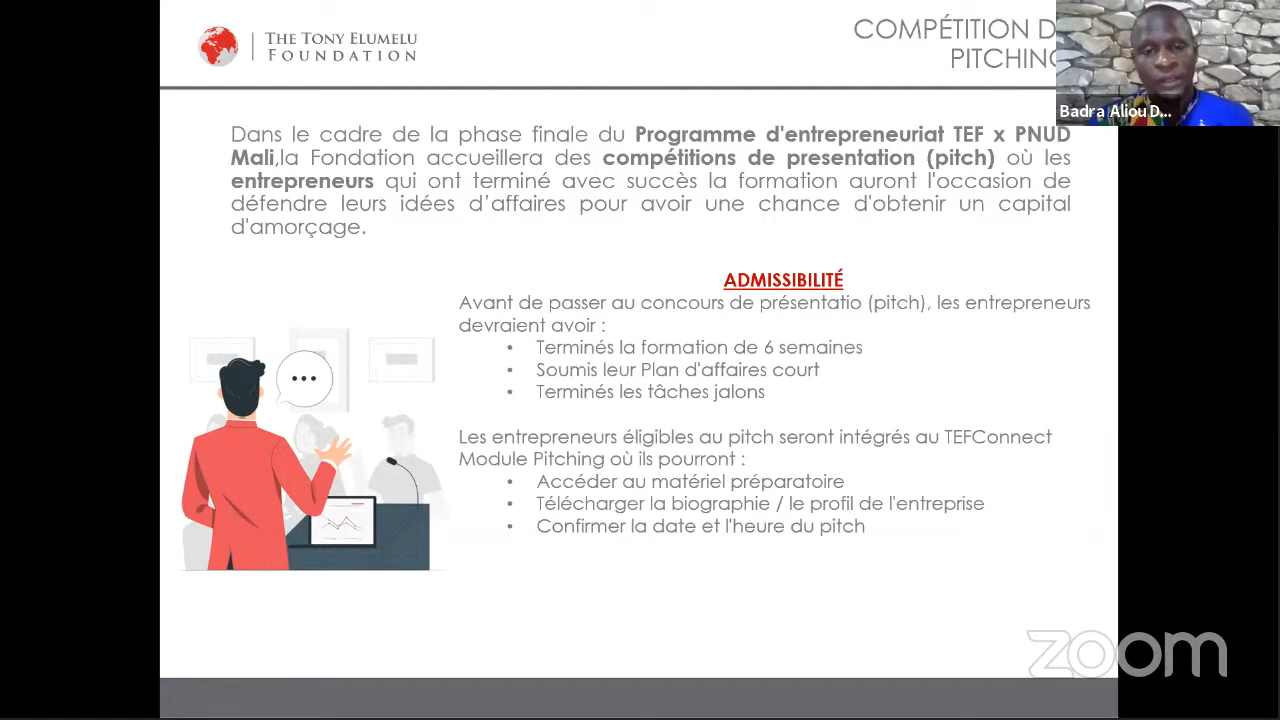 THE TONY ELUMELU
FOUNDATION
COMPÉTITION D
PITCHING
Badra Aliou D...
Dans le cadre de la phase finale du Programme d'entrepreneuriat TEF x PNUD
Mali,la Fondation accueillera des compétitions de presentation (pitch) où les
entrepreneurs qui ont terminé avec succès la formation auront l'occasion de
défendre leurs idées d’affaires pour avoir une chance d'obtenir un capital
d'amorçage.
ADMISSIBILITÉ
Avant de passer au concours de présentatio (pitch), les entrepreneurs
devraient avoir :
• Terminés la formation de 6 semaines
• Soumis leur Plan d'affaires court
• Terminés les tâches jalons
Les entrepreneurs éligibles au pitch seront intégrés au TEFConnect
Module Pitching où ils pourront :
• Accéder au matériel préparatoire
• Télécharger la biographie / le profil de l'entreprise
• Confirmer la date et l'heure du pitch
zoom